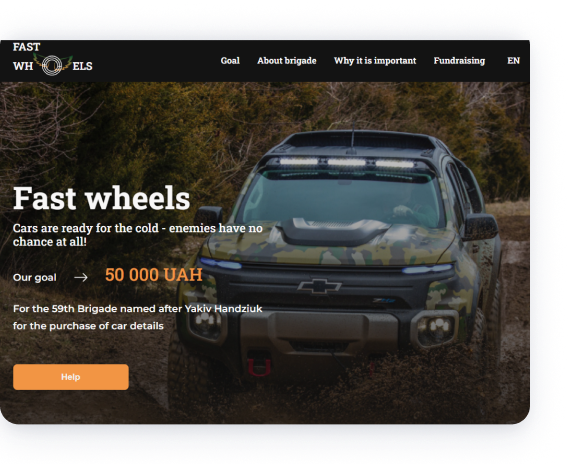 FAST
WH ELS
Goal About brigade Why it is important Fundraising EN
Fast wheels
Cars are ready for the cold - enemies have no
chance at all!
Our goal → 50 000 UAH
For the 59th Brigade named after Yakiv Handziuk
for the purchase of car details
Help